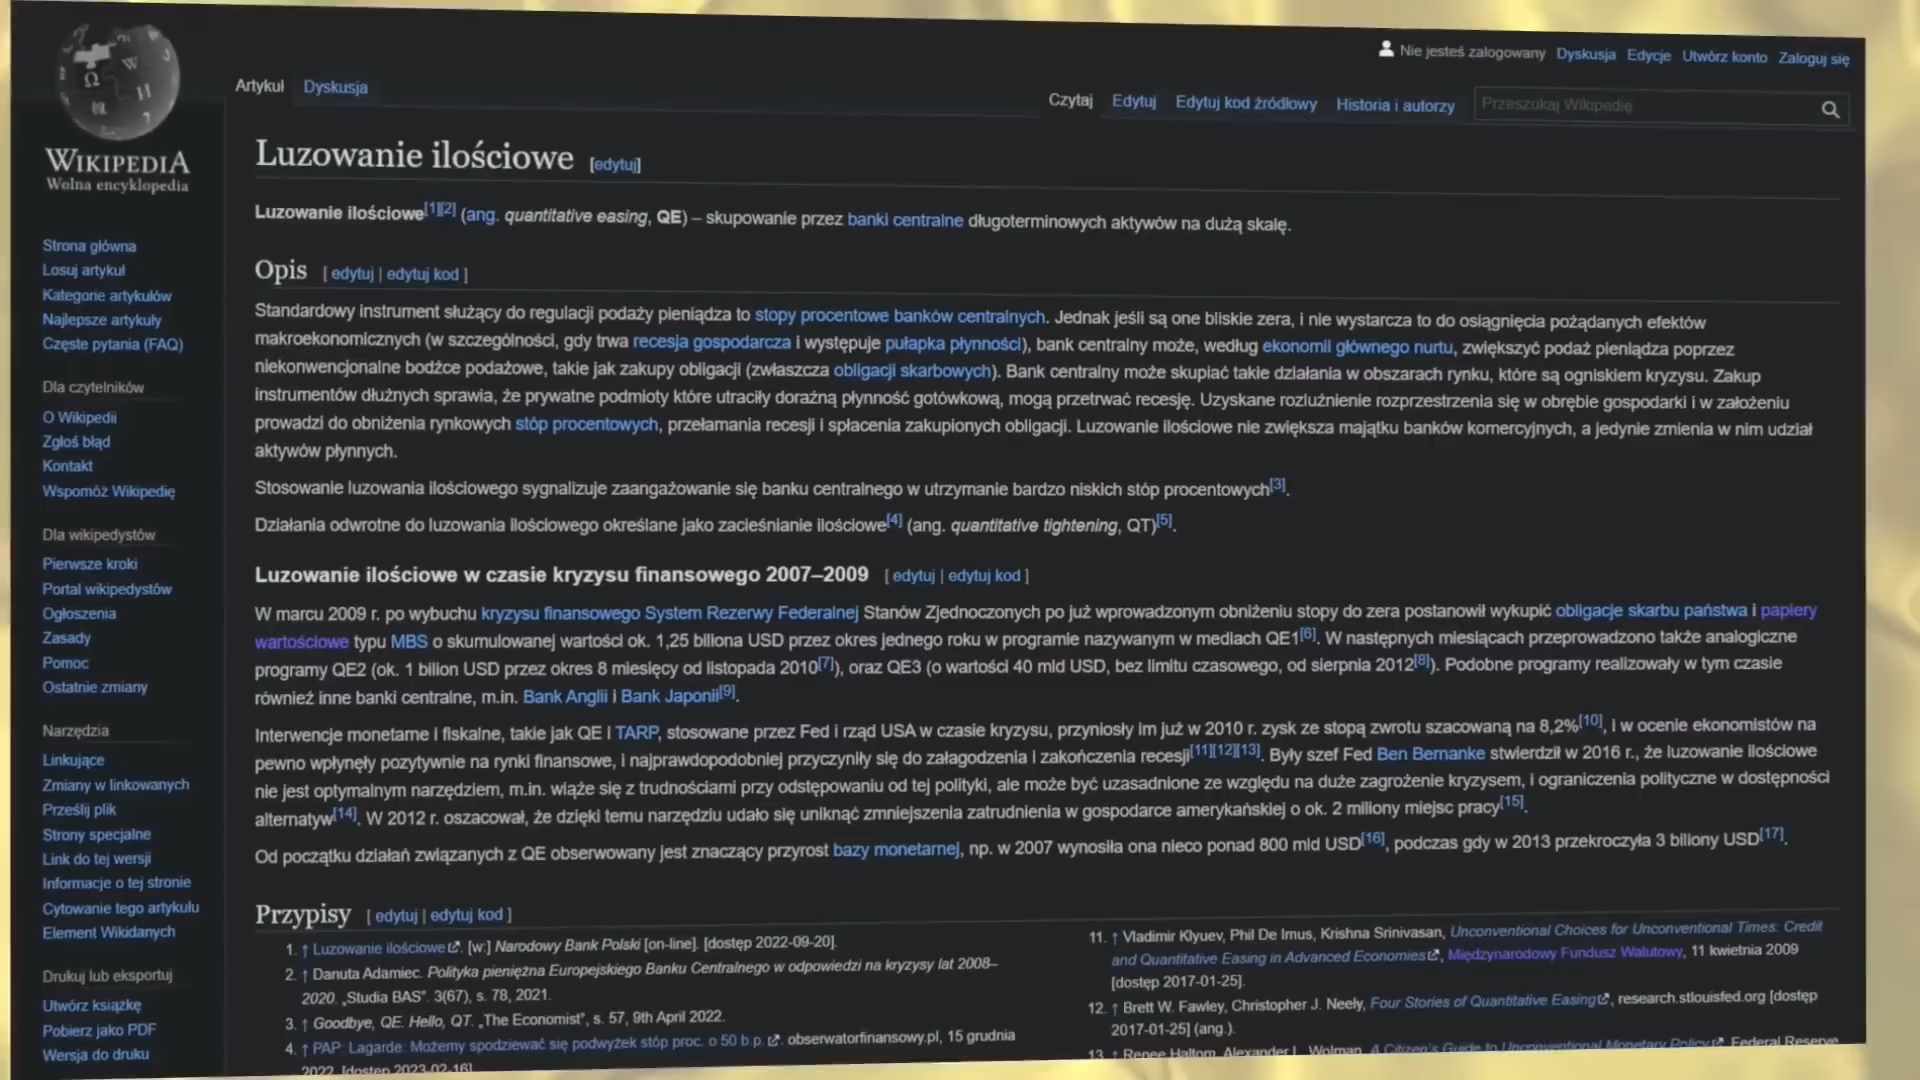 Nie jesteś zalogowany Dyskusja Edycje Utwórz konto Zaloguj się
Artykuł Dyskusja
Czytaj Edytuj Edytuj kod źródłowy Historia i autorzy Przeszukaj Wikipedię
WIKIPEDIA
Wolna encyklopedia
Strona główna
Losuj artykuł
Kategorie artykułów
Najlepsze artykuły
Częste pytania (FAQ)
Dla czytelników
O Wikipedii
Zgłoś błąd
Kontakt
Wspomóż Wikipedię
Dla wikipedystów
Pierwsze kroki
Portal wikipedystów
Ogłoszenia
Zasady
Pomoc
Ostatnie zmiany
Narzędzia
Linkujące
Zmiany w linkowanych
Prześlij plik
Strony specjalne
Link do tej wersji
Informacje o tej stronie
Cytowanie tego artykułu
Element Wikidanych
Drukuj lub eksportuj
Utwórz książkę
Pobierz jako PDF
Wersja do druku
Luzowanie ilościowe [edytuj]
Luzowanie ilościowe[1][2] (ang. quantitative easing, QE) – skupowanie przez banki centralne długoterminowych aktywów na dużą skalę.
Opis [ edytuj | edytuj kod ]
Standardowy instrument służący do regulacji podaży pieniądza to stopy procentowe banków centralnych. Jednak jeśli są one bliskie zera, i nie wystarcza to do osiągnięcia pożądanych efektów
makroekonomicznych (w szczególności, gdy trwa recesja gospodarcza i występuje pułapka płynności), bank centralny może, według ekonomii głównego nurtu, zwiększyć podaż pieniądza poprzez
niekonwencjonalne bodźce podażowe, takie jak zakupy obligacji (zwłaszcza obligacji skarbowych). Bank centralny może skupiać takie działania w obszarach rynku, które są ogniskiem kryzysu. Zakup
instrumentów dłużnych sprawia, że prywatne podmioty które utraciły doraźną płynność gotówkową, mogą przetrwać recesję. Uzyskane rozluźnienie rozprzestrzenia się w obrębie gospodarki i w założeniu
prowadzi do obniżenia rynkowych stóp procentowych, przełamania recesji i spłacenia zakupionych obligacji. Luzowanie ilościowe nie zwiększa majątku banków komercyjnych, a jedynie zmienia w nim udział
aktywów płynnych.
Stosowanie luzowania ilościowego sygnalizuje zaangażowanie się banku centralnego w utrzymanie bardzo niskich stóp procentowych[3].
Działania odwrotne do luzowania ilościowego określane jako zacieśnianie ilościowe[4] (ang. quantitative tightening, QT)[5].
Luzowanie ilościowe w czasie kryzysu finansowego 2007–2009 [ edytuj | edytuj kod ]
W marcu 2009 r. po wybuchu kryzysu finansowego System Rezerwy Federalnej Stanów Zjednoczonych po już wprowadzonym obniżeniu stopy do zera postanowił wykupić obligacje skarbu państwa i papiery
wartościowe typu MBS o skumulowanej wartości ok. 1,25 biliona USD przez okres jednego roku w programie nazywanym w mediach QE1[6]. W następnych miesiącach przeprowadzono także analogiczne
programy QE2 (ok. 1 bilion USD przez okres 8 miesięcy od listopada 2010[7]), oraz QE3 (o wartości 40 mld USD, bez limitu czasowego, od sierpnia 2012[8]). Podobne programy realizowały w tym czasie
również inne banki centralne, m.in. Bank Anglii i Bank Japonii[9].
Interwencje monetarne i fiskalne, takie jak QE i TARP, stosowane przez Fed i rząd USA w czasie kryzysu, przyniosły im już w 2010 r. zysk ze stopą zwrotu szacowaną na 8,2%[10], i w ocenie ekonomistów na
pewno wpłynęły pozytywnie na rynki finansowe, i najprawdopodobniej przyczyniły się do załagodzenia i zakończenia recesji[11][12][13]. Były szef Fed Ben Bernanke stwierdził w 2016 r., że luzowanie ilościowe
nie jest optymalnym narzędziem, m.in. wiąże się z trudnościami przy odstępowaniu od tej polityki, ale może być uzasadnione ze względu na duże zagrożenie kryzysem, i ograniczenia polityczne w dostępności
alternatyw[14]. W 2012 r. oszacował, że dzięki temu narzędziu udało się uniknąć zmniejszenia zatrudnienia w gospodarce amerykańskiej o ok. 2 miliony miejsc pracy[15].
Od początku działań związanych z QE obserwowany jest znaczący przyrost bazy monetarnej, np. w 2007 wynosiła ona nieco ponad 800 mld USD[16], podczas gdy w 2013 przekroczyła 3 biliony USD[17].
Przypisy [ edytuj | edytuj kod ]
1. ↑ Luzowanie ilościowe. [w:] Narodowy Bank Polski [on-line]. [dostęp 2022-09-20].
2. ↑ Danuta Adamiec. Polityka pieniężna Europejskiego Banku Centralnego w odpowiedzi na kryzysy lat 2008–
2020. „Studia BAS”. 3(67), s. 78, 2021.
3. ↑ Goodbye, QE. Hello, QT. „The Economist”, s. 57, 9th April 2022.
4. ↑ PAP: Lagarde: Możemy spodziewać się podwyżek stóp proc. o 50 b.p. obserwatorfinansowy.pl, 15 grudnia
2022. [dostęp 2023-02-16]
11. ↑ Vladimir Klyuev, Phil De Imus, Krishna Srinivasan, Unconventional Choices for Unconventional Times: Credit
and Quantitative Easing in Advanced Economies, Międzynarodowy Fundusz Walutowy, 11 kwietnia 2009
[dostęp 2017-01-25].
12. ↑ Brett W. Fawley, Christopher J. Neely, Four Stories of Quantitative Easing, research.stlouisfed.org [dostęp
2017-01-25] (ang.).
13. ↑ Renee Haltom, Alexander L. Wolman, A Citizen's Guide to Unconventional Monetary Policy, Federal Reserve